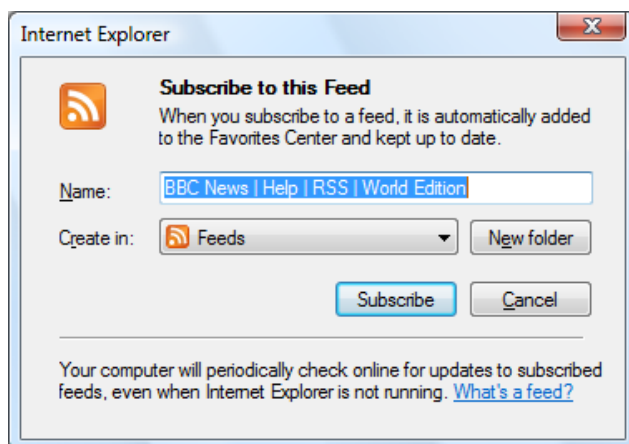 Internet Explorer
Subscribe to this Feed
When you subscribe to a feed, it is automatically added
to the Favorites Center and kept up to date.
Name: BBC News | Help | RSS | World Edition
Create in: Feeds New folder
Subscribe Cancel
Your computer will periodically check online for updates to subscribed
feeds, even when Internet Explorer is not running. What's a feed?